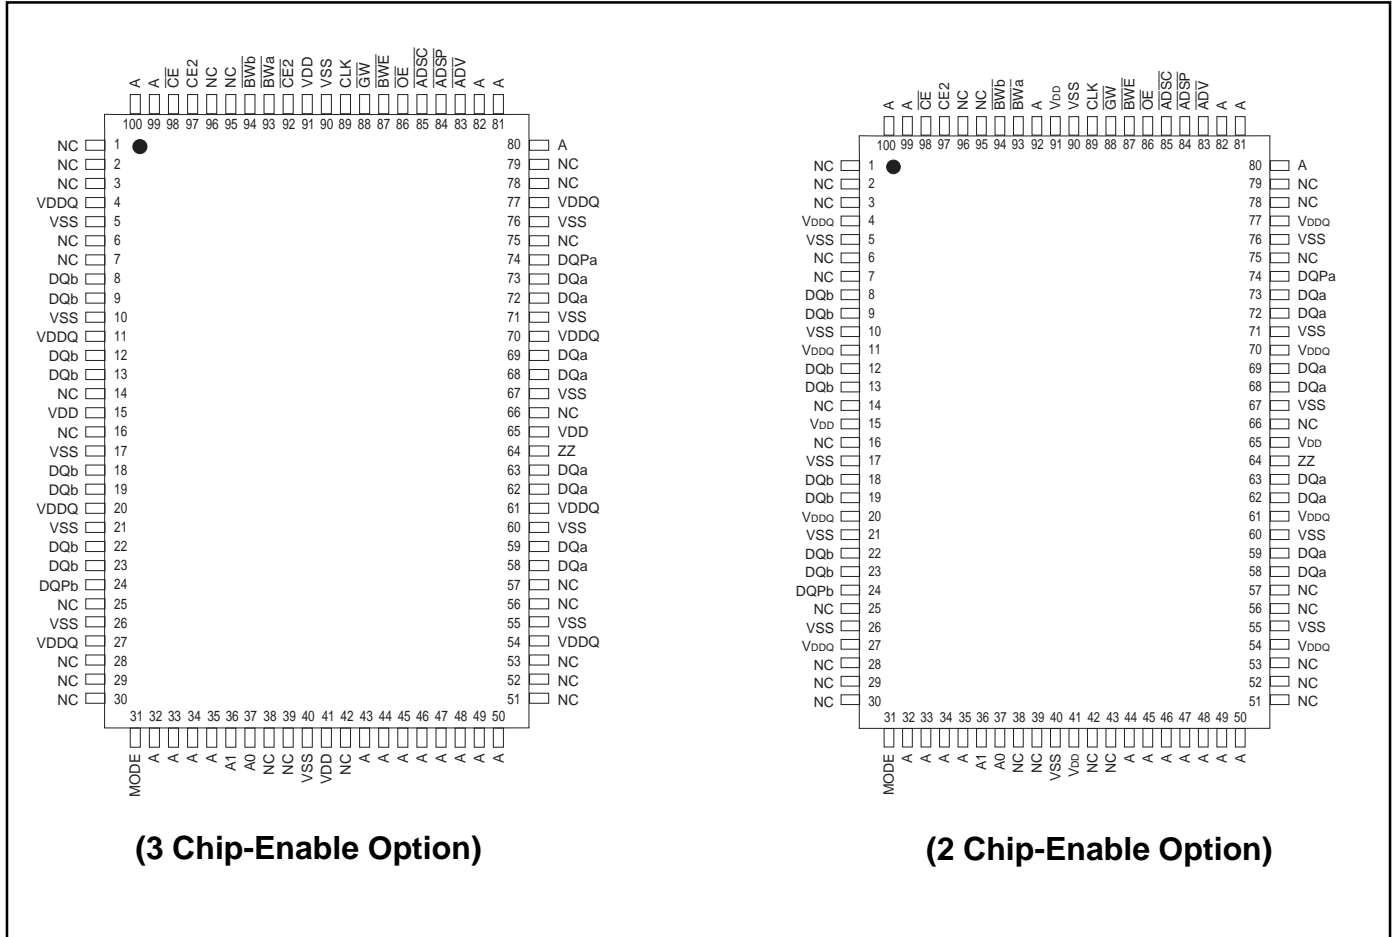 A A CE CE2 NC NC BWb BWa CE2 VDD VSS CLK GW BWE OE ADSC ADSP ADV A A
100 99 98 97 96 95 94 93 92 91 90 89 88 87 86 85 84 83 82 81
NC 1 80 A
NC 2 79 NC
NC 3 78 NC
VDDQ 4 77 VDDQ
VSS 5 76 VSS
NC 6 75 NC
NC 7 74 DQPa
DQb 8 73 DQa
DQb 9 72 DQa
VSS 10 71 VSS
VDDQ 11 70 VDDQ
DQb 12 69 DQa
DQb 13 68 DQa
NC 14 67 VSS
VDD 15 66 NC
NC 16 65 VDD
VSS 17 64 ZZ
DQb 18 63 DQa
DQb 19 62 DQa
VDDQ 20 61 VDDQ
VSS 21 60 VSS
DQb 22 59 DQa
DQb 23 58 DQa
DQPb 24 57 NC
NC 25 56 NC
VSS 26 55 VSS
VDDQ 27 54 VDDQ
NC 28 53 NC
NC 29 52 NC
NC 30 51 NC
31 32 33 34 35 36 37 38 39 40 41 42 43 44 45 46 47 48 49 50
MODE A A A A A1 A0 NC NC VSS VDD NC A A A A A A A A
(3 Chip-Enable Option)
A A CE CE2 NC NC BWb BWa A VDD VSS CLK GW BWE OE ADSC ADSP ADV A A
100 99 98 97 96 95 94 93 92 91 90 89 88 87 86 85 84 83 82 81
NC 1 80 A
NC 2 79 NC
NC 3 78 NC
VDDQ 4 77 VDDQ
VSS 5 76 VSS
NC 6 75 NC
NC 7 74 DQPa
DQb 8 73 DQa
DQb 9 72 DQa
VSS 10 71 VSS
VDDQ 11 70 VDDQ
DQb 12 69 DQa
DQb 13 68 DQa
NC 14 67 VSS
VDD 15 66 NC
NC 16 65 VDD
VSS 17 64 ZZ
DQb 18 63 DQa
DQb 19 62 DQa
VDDQ 20 61 VDDQ
VSS 21 60 VSS
DQb 22 59 DQa
DQb 23 58 DQa
DQPb 24 57 NC
NC 25 56 NC
VSS 26 55 VSS
VDDQ 27 54 VDDQ
NC 28 53 NC
NC 29 52 NC
NC 30 51 NC
31 32 33 34 35 36 37 38 39 40 41 42 43 44 45 46 47 48 49 50
MODE A A A A A1 A0 NC NC VSS VDD NC NC A A A A A A A
(2 Chip-Enable Option)